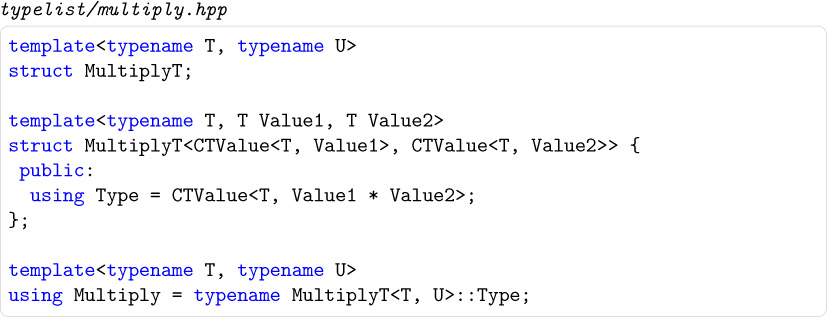 typelist/multiply.hpp
template<typename T, typename U>
struct MultiplyT;
template<typename T, T Value1, T Value2>
struct MultiplyT<CTValue<T, Value1>, CTValue<T, Value2>> {
public:
using Type = CTValue<T, Value1 * Value2>;
};
template<typename T, typename U>
using Multiply = typename MultiplyT<T, U>::Type;